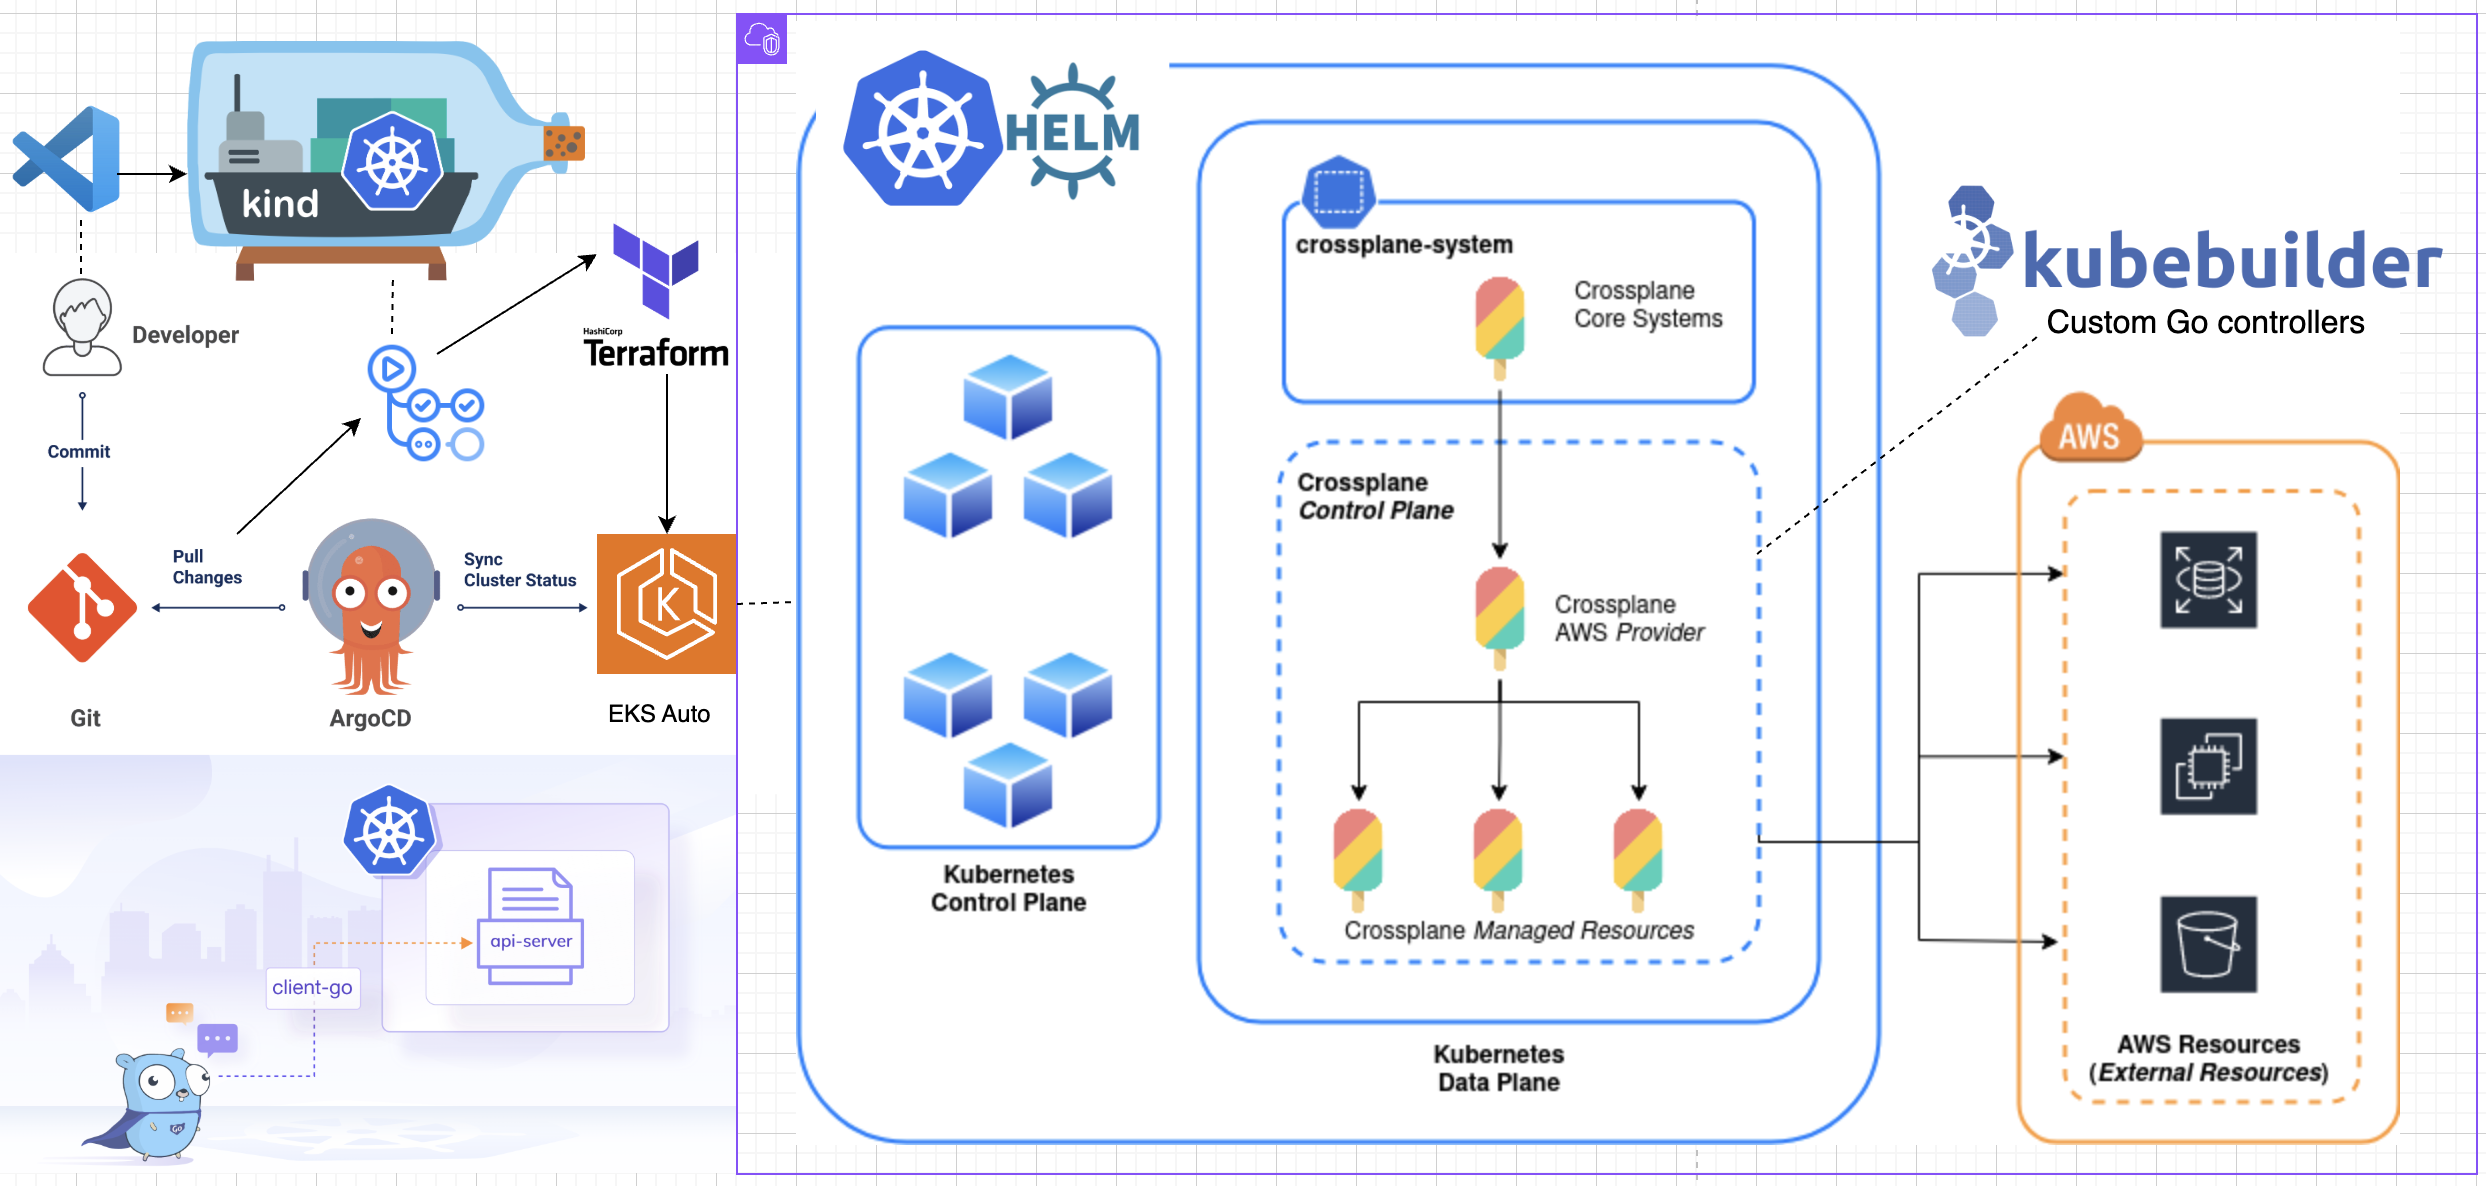 kind
Developer
Commit
HashiCorp
Terraform
Pull
Changes
Sync
Cluster Status
K
Git
ArgoCD
EKS Auto
api-server
client-go
GO
HELM
crossplane-system
Crossplane
Core Systems
Crossplane
Control Plane
Crossplane
AWS Provider
Crossplane Managed Resources
Kubernetes
Control Plane
Kubernetes
Data Plane
kubebuilder
Custom Go controllers
AWS
AWS Resources
(External Resources)